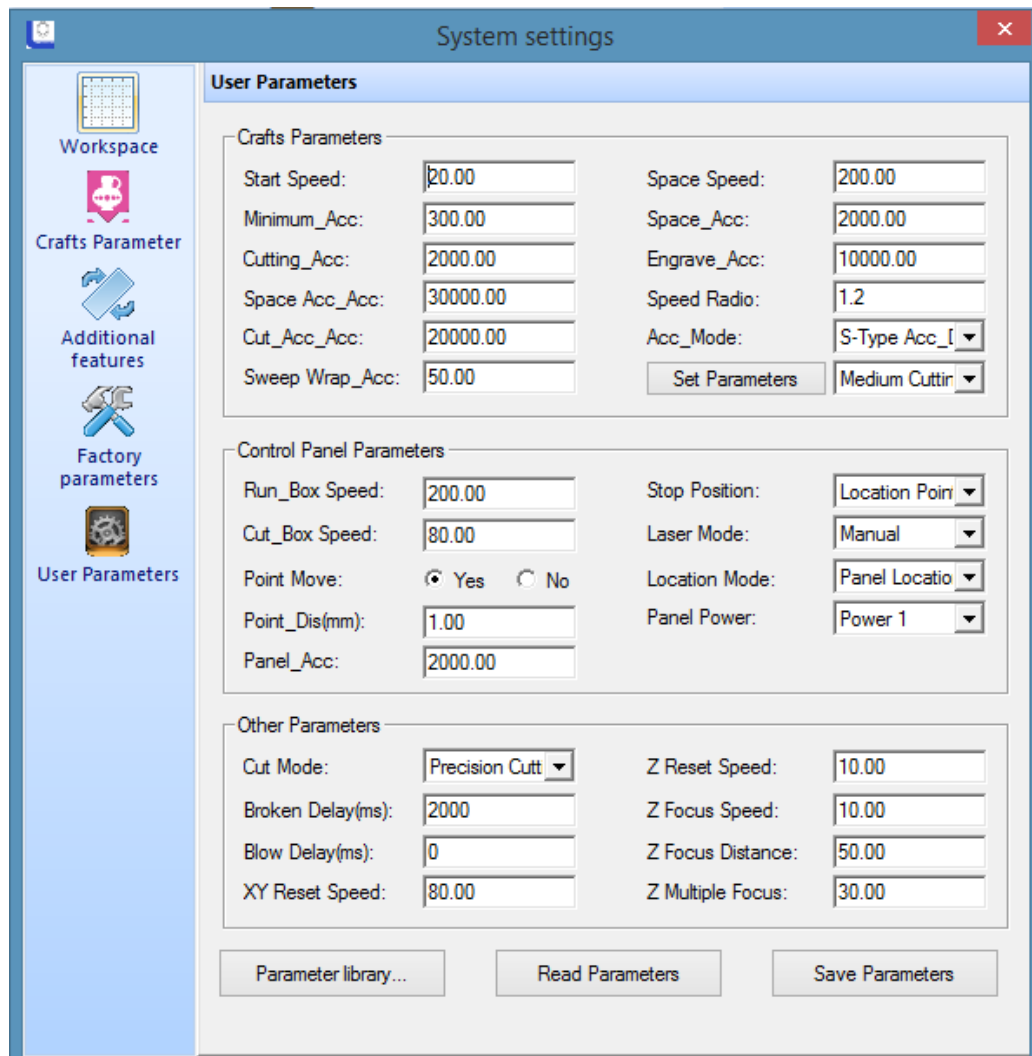 System settings
User Parameters
Workspace
Crafts Parameter
Additional
features
Factory
parameters
User Parameters
Crafts Parameters
Start Speed: 20.00 Space Speed: 200.00
Minimum_Acc: 300.00 Space_Acc: 2000.00
Cutting_Acc: 2000.00 Engrave_Acc: 10000.00
Space Acc_Acc: 30000.00 Speed Radio: 1.2
Cut_Acc_Acc: 20000.00 Acc_Mode: S-Type Acc_[
Sweep Wrap_Acc: 50.00 Set Parameters Medium Cuttin
Control Panel Parameters
Run_Box Speed: 200.00 Stop Position: Location Poin
Cut_Box Speed: 80.00 Laser Mode: Manual
Point Move: Yes No Location Mode: Panel Locatio
Point_Dis(mm): 1.00 Panel Power: Power 1
Panel_Acc: 2000.00
Other Parameters
Cut Mode: Precision Cutt Z Reset Speed: 10.00
Broken Delay(ms): 2000 Z Focus Speed: 10.00
Blow Delay(ms): 0 Z Focus Distance: 50.00
XY Reset Speed: 80.00 Z Multiple Focus: 30.00
Parameter library... Read Parameters Save Parameters